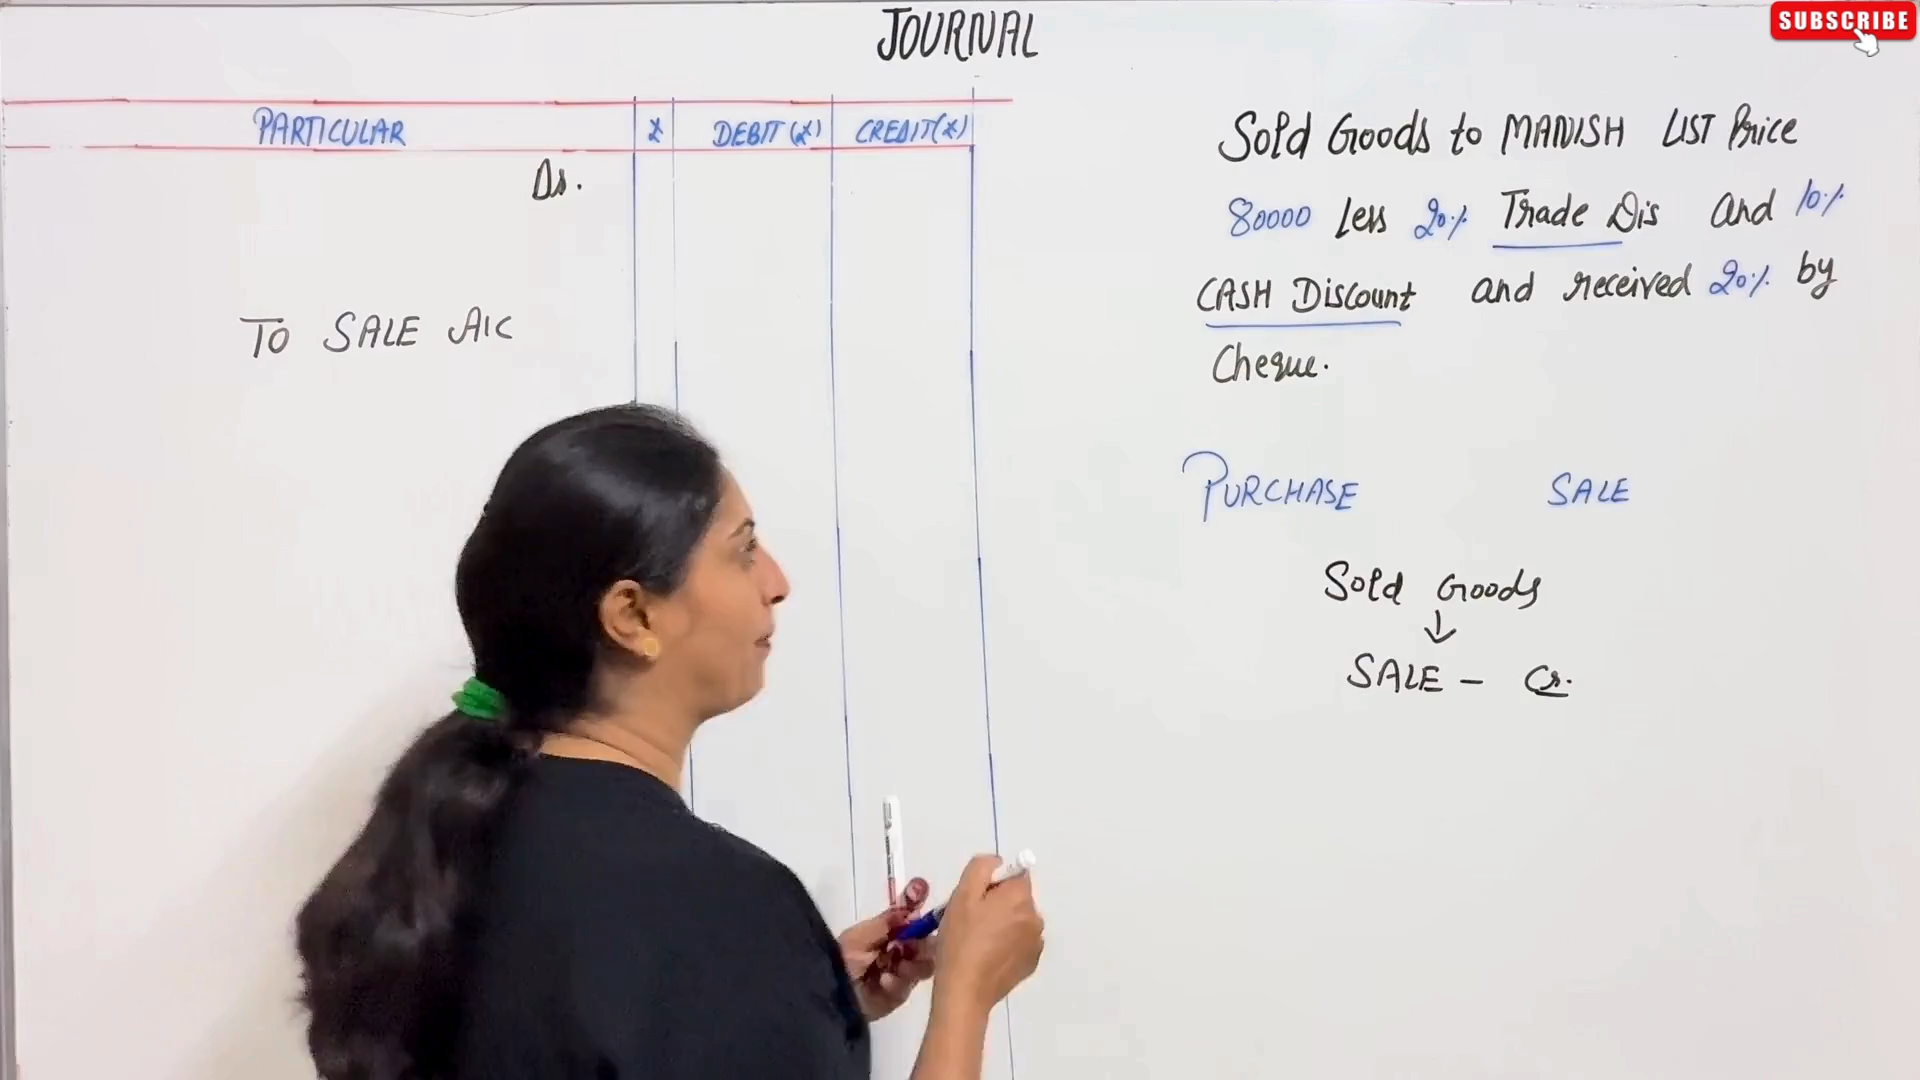 JOURNAL
SUBSCRIBE
PARTICULAR DEBIT (₹) CREDIT (₹)
Dr.
TO SALE A/C
Sold Goods to MANISH LIST Price
80000 Less 20% Trade Dis and 10%
CASH Discount and received 20% by
Cheque.
PURCHASE SALE
Sold Goods
↓
SALE – Cr.